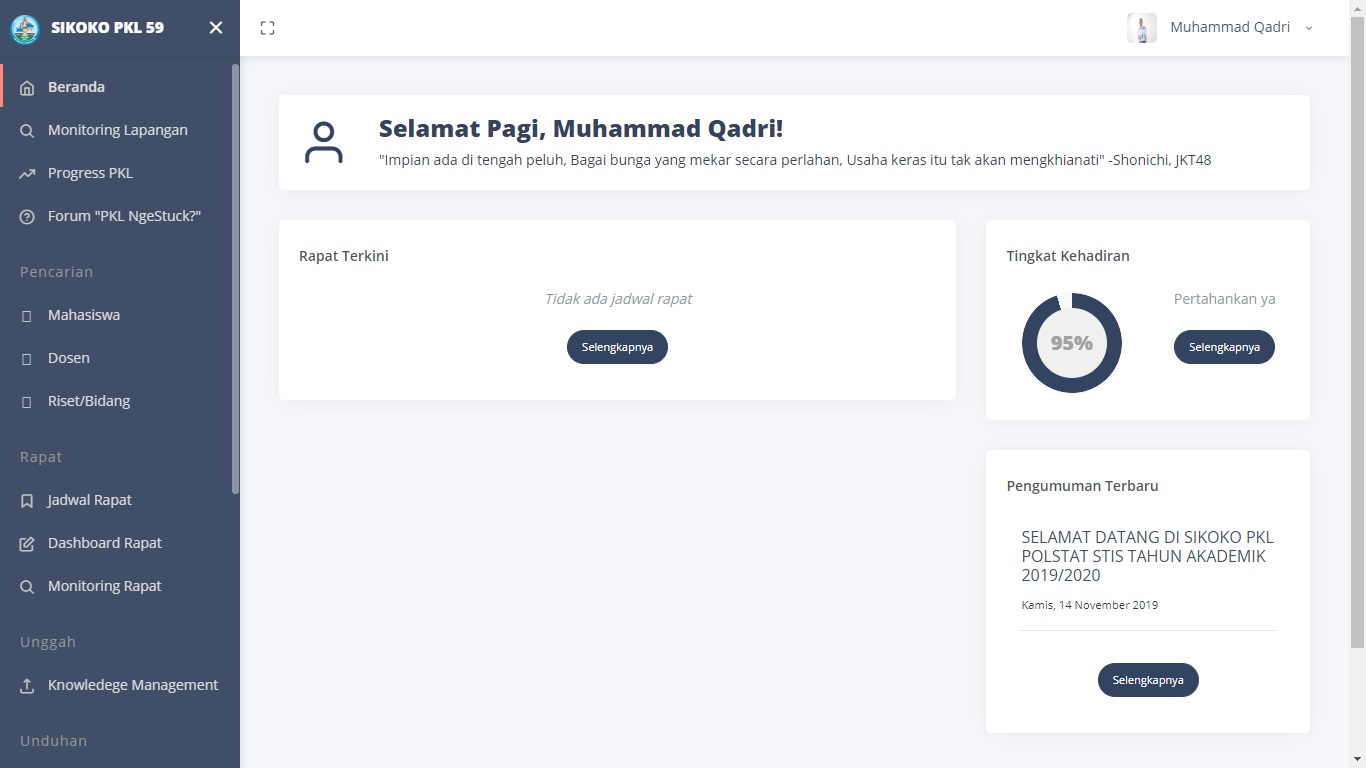 SIKOKO PKL 59
Muhammad Qadri
Beranda
Monitoring Lapangan
Progress PKL
Forum "PKL NgeStuck?"
Pencarian
Mahasiswa
Dosen
Riset/Bidang
Rapat
Jadwal Rapat
Dashboard Rapat
Monitoring Rapat
Unggah
Knowledege Management
Unduhan
Selamat Pagi, Muhammad Qadri!
"Impian ada di tengah peluh, Bagai bunga yang mekar secara perlahan, Usaha keras itu tak akan mengkhianati" -Shonichi, JKT48
Rapat Terkini
Tidak ada jadwal rapat
Selengkapnya
Tingkat Kehadiran
95%
Pertahankan ya
Selengkapnya
Pengumuman Terbaru
SELAMAT DATANG DI SIKOKO PKL
POLSTAT STIS TAHUN AKADEMIK
2019/2020
Kamis, 14 November 2019
Selengkapnya